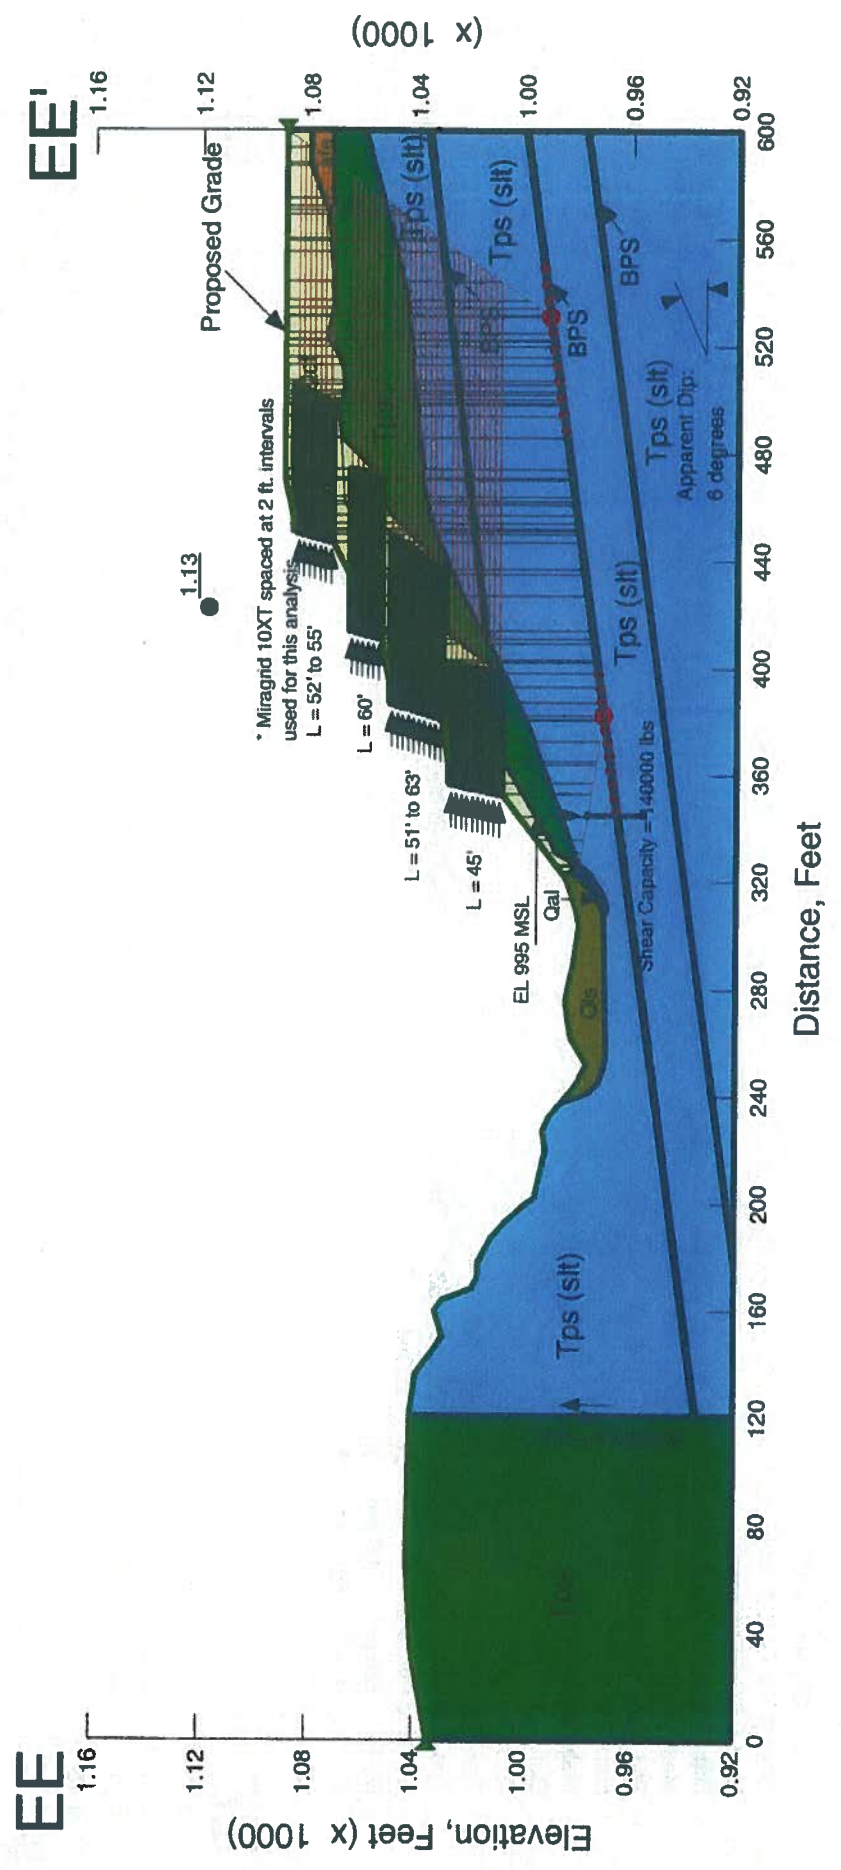 EE
EE'
Elevation, Feet (x 1000)
1.16
1.12
1.08
1.04
1.00
0.96
0.92
(x 1000)
1.16
1.12
1.08
1.04
1.00
0.96
0.92
Proposed Grade
1.13
* Miragrid 10XT spaced at 2 ft. intervals
used for this analysis
L = 52' to 55'
L = 60'
L = 51' to 63'
L = 45'
EL 995 MSL
Qal
Qls
Tps (slt)
Tps (slt)
Tps (slt)
Tps (slt)
Tps (slt)
BPS
BPS
BPS
Apparent Dip:
6 degrees
Shear Capacity = 140000 lbs
0
40
80
120
160
200
240
280
320
360
400
440
480
520
560
600
Distance, Feet